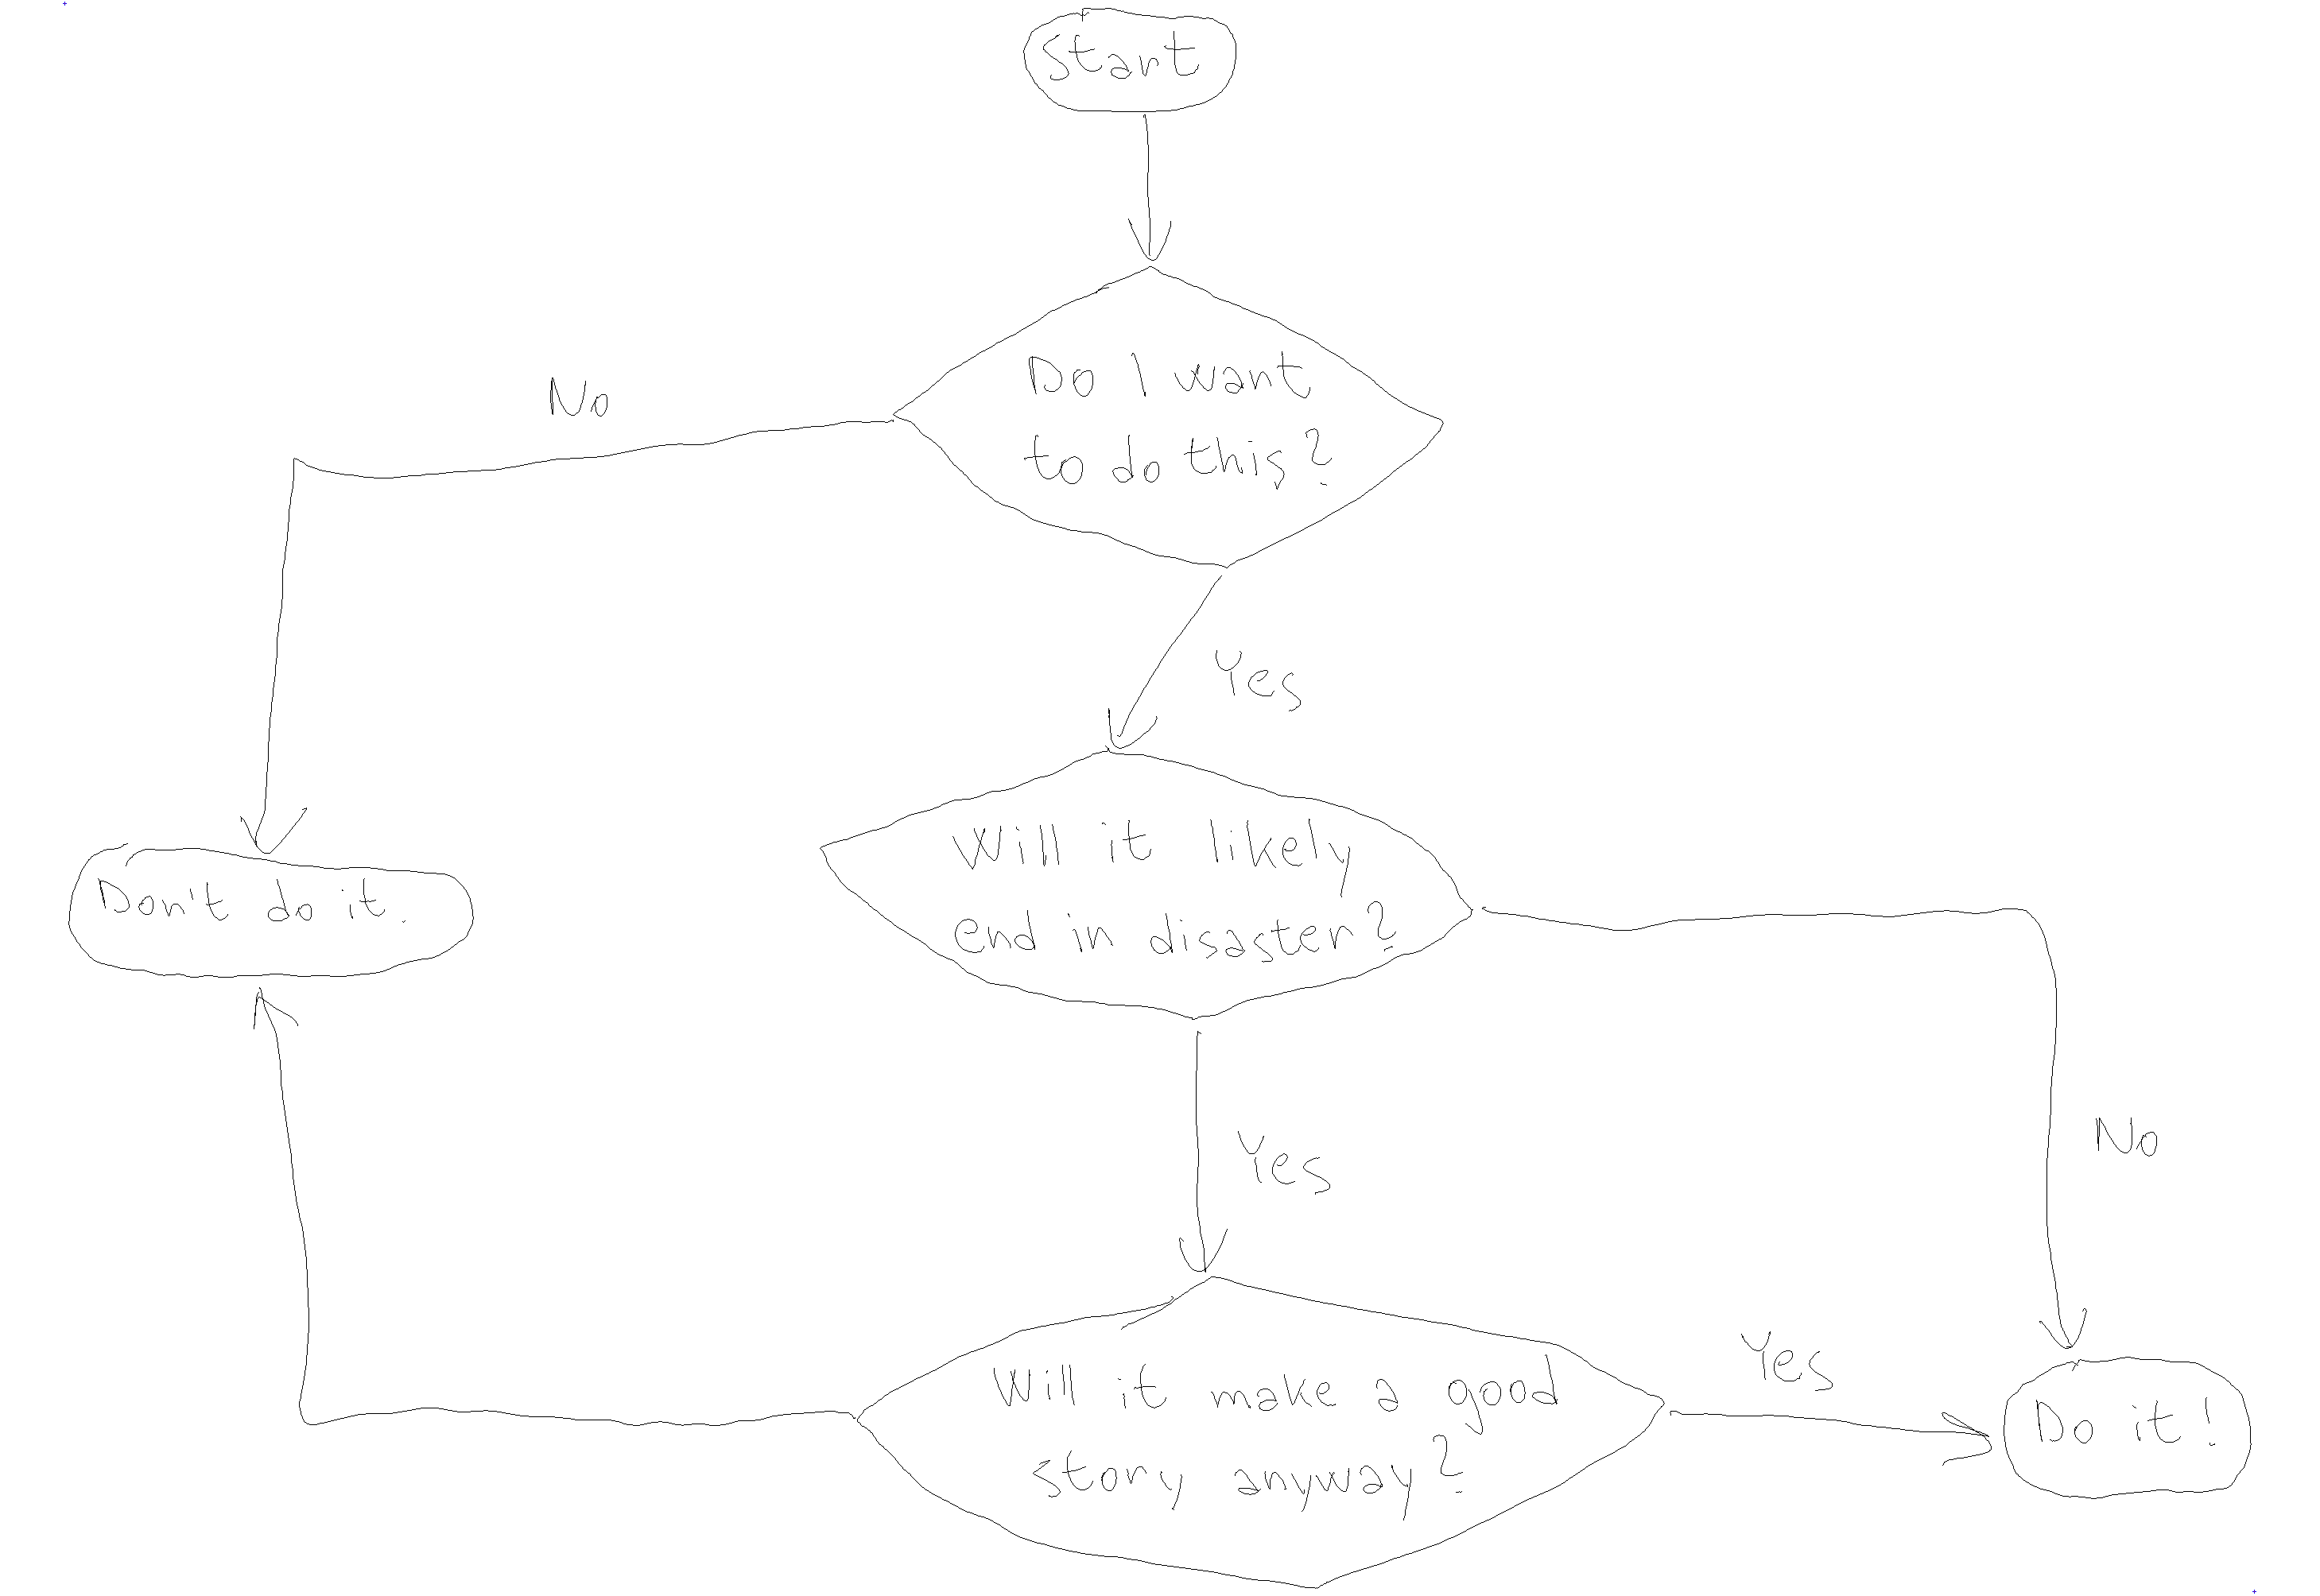 Start
Do I want
to do this?
No
Yes
Will it likely
end in disaster?
Don't do it.
Yes
No
Will it make a good
story anyway?
Yes
Do it!